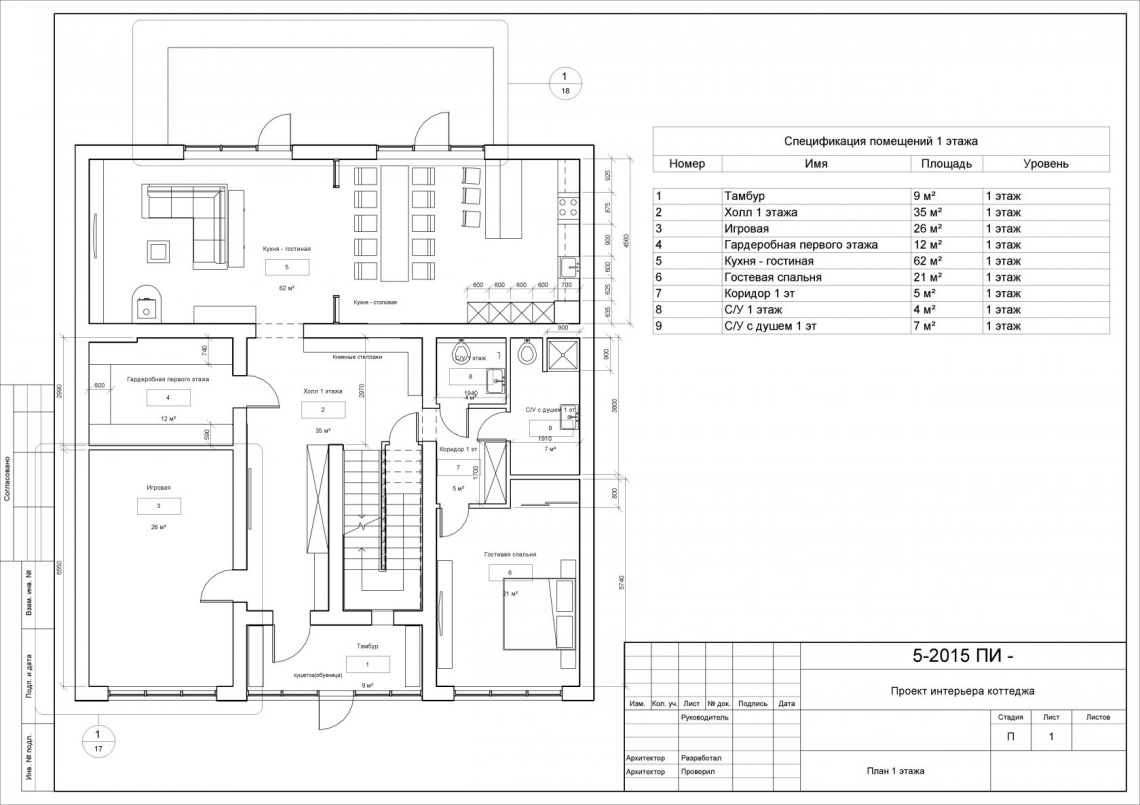 1
18
Спецификация помещений 1 этажа
Номер Имя Площадь Уровень
1 Тамбур 9 м² 1 этаж
2 Холл 1 этажа 35 м² 1 этаж
3 Игровая 26 м² 1 этаж
4 Гардеробная первого этажа 12 м² 1 этаж
5 Кухня - гостиная 62 м² 1 этаж
6 Гостевая спальня 21 м² 1 этаж
7 Коридор 1 эт 5 м² 1 этаж
8 С/У 1 этаж 4 м² 1 этаж
9 С/У с душем 1 эт 7 м² 1 этаж
925
875
900
600
625
635
4560
Кухня - гостиная
5
62 м²
Кухня - столовая
600 600 600 600 700
900
900
740
600
590
2990
Гардеробная первого этажа
4
12 м²
Книжные стеллажи
Холл 1 этажа
2
35 м²
2970
С/У 1 этаж
8
1940
4 м²
С/У с душем 1 эт
9
1910
7 м²
3800
Коридор 1 эт
7
5 м²
1700
800
Игровая
3
26 м²
6550
Гостевая спальня
6
21 м²
5740
Тамбур
1
кушетка(обувница)
9 м²
1
17
Согласовано
Взам. инв. №
Подп. и дата
Инв. № подл.
5-2015 ПИ -
Проект интерьера коттеджа
Изм. Кол. уч. Лист № док. Подпись Дата
Руководитель
Стадия Лист Листов
П 1
Архитектор Разработал
Архитектор Проверил
План 1 этажа